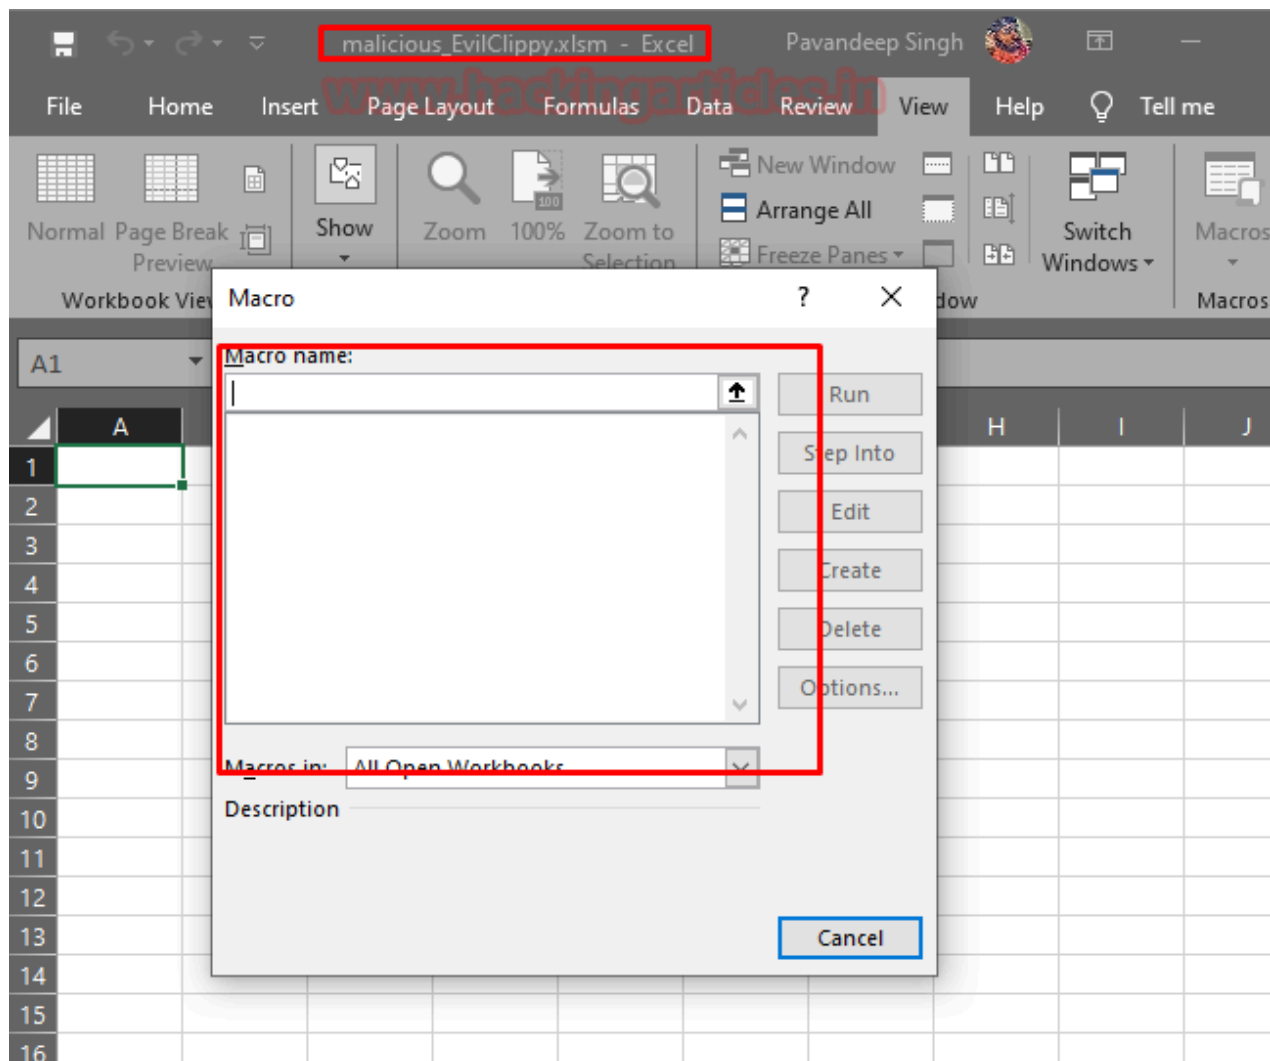 malicious_EvilClippy.xlsm - Excel
Pavandeep Singh
www.hackingarticles.in
File Home Insert Page Layout Formulas Data Review View Help Tell me
Normal Page Break Preview
Show
Zoom 100% Zoom to Selection
100
New Window
Arrange All
Freeze Panes
Switch Windows
Macros
Workbook View
dow
Macros
Macro ?
A1
Macro name:
Run
Step Into
Edit
Create
Delete
Options...
Macros in: All Open Workbooks
Description
Cancel
A H I J
1
2
3
4
5
6
7
8
9
10
11
12
13
14
15
16